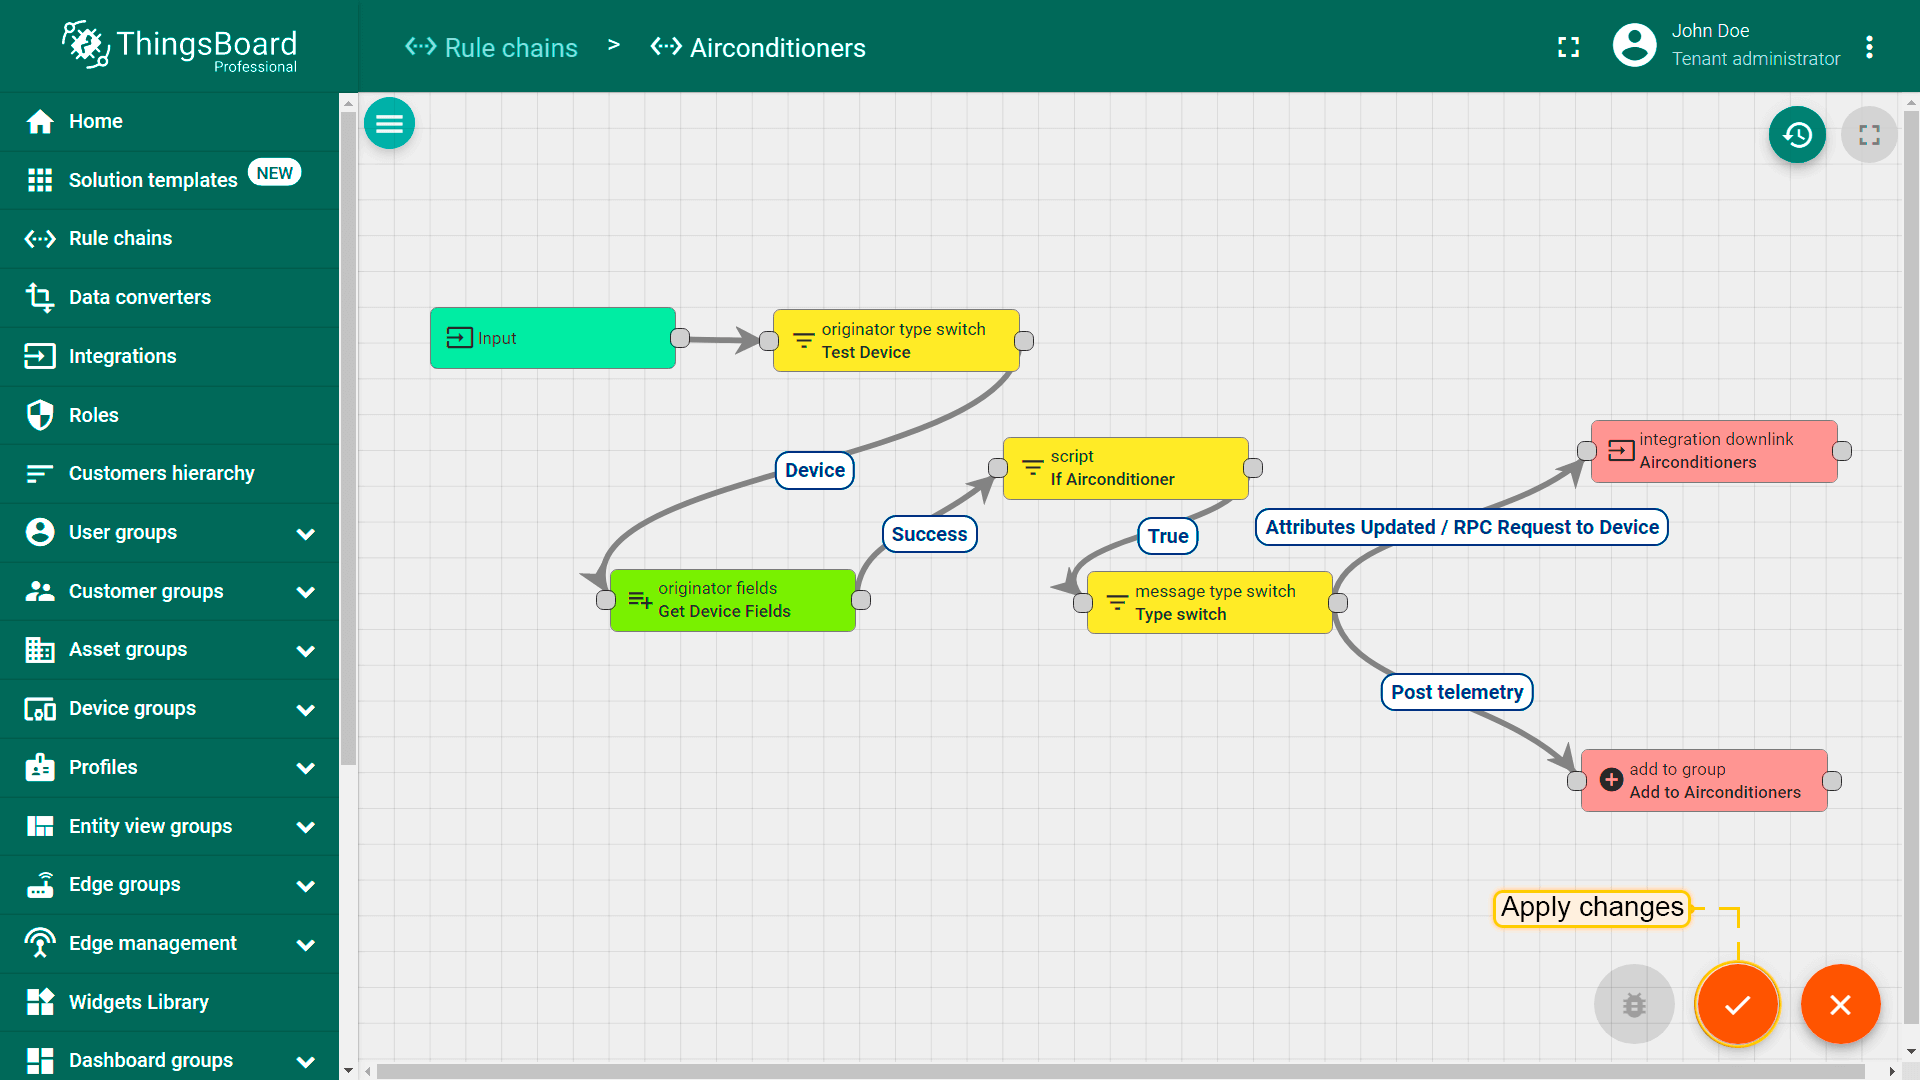 ThingsBoard
Professional
Rule chains > Airconditioners
John Doe
Tenant administrator
Home
Solution templates NEW
Rule chains
Data converters
Integrations
Roles
Customers hierarchy
User groups
Customer groups
Asset groups
Device groups
Profiles
Entity view groups
Edge groups
Edge management
Widgets Library
Dashboard groups
Input
originator type switch
Test Device
Device
originator fields
Get Device Fields
Success
script
If Airconditioner
True
message type switch
Type switch
Attributes Updated / RPC Request to Device
integration downlink
Airconditioners
Post telemetry
add to group
Add to Airconditioners
Apply changes